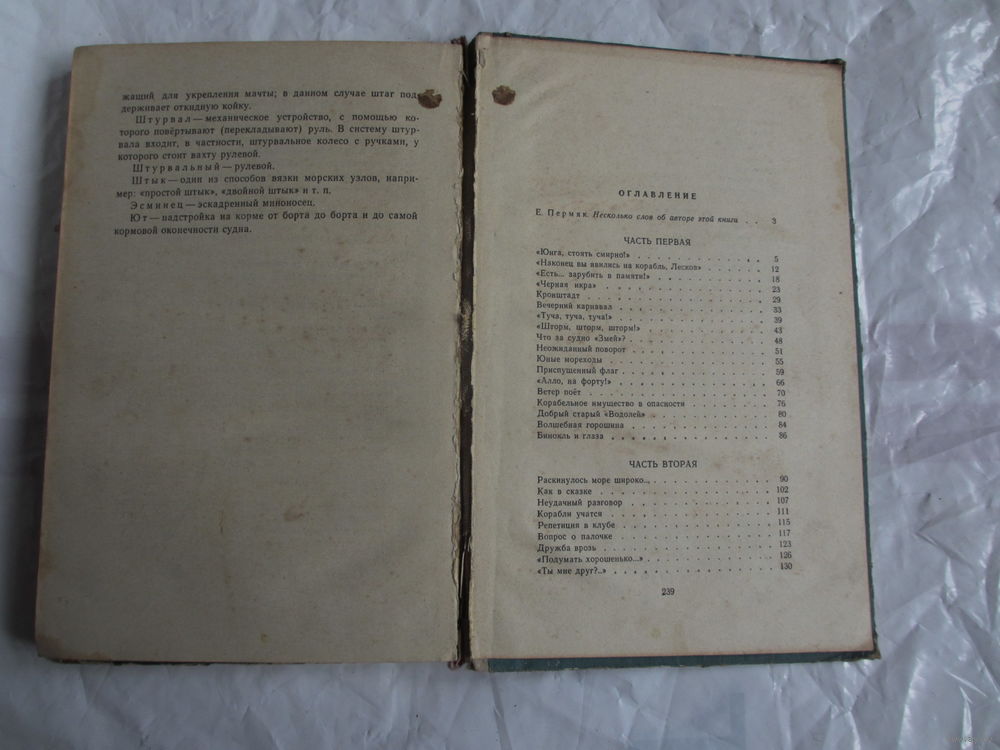 жащий для укрепления мачты; в данном случае штаг под-
держивает откидную койку.
Штурвал — механическое устройство, с помощью ко-
торого повёртывают (перекладывают) руль. В систему штур-
вала входит, в частности, штурвальное колесо с ручками, у
которого стоит вахту рулевой.
Штурвальный — рулевой.
Штык — один из способов вязки морских узлов, напри-
мер: «простой штык», «двойной штык» и т. п.
Эсминец — эскадренный миноносец.
Ют — надстройка на корме от борта до борта и до самой
кормовой оконечности судна.
ОГЛАВЛЕНИЕ
Е. Пермяк. Несколько слов об авторе этой книги . . 3
ЧАСТЬ ПЕРВАЯ
«Юнга, стоять смирно!» . . . . . . . . . . 5
«Наконец вы явились на корабль, Лесков» . . . . . 12
«Есть... зарубить в памяти!» . . . . . . . . . 18
«Черная икра» . . . . . . . . . . . . 23
Кронштадт . . . . . . . . . . . . . 29
Вечерний карнавал . . . . . . . . . . . 33
«Туча, туча, туча!» . . . . . . . . . . . 39
«Шторм, шторм, шторм!» . . . . . . . . . 43
Что за судно «Змей»? . . . . . . . . . . 48
Неожиданный поворот . . . . . . . . . . 51
Юные мореходы . . . . . . . . . . . . 55
Приспущенный флаг . . . . . . . . . . . 59
«Алло, на форту!» . . . . . . . . . . . 66
Ветер поёт . . . . . . . . . . . . . 70
Корабельное имущество в опасности . . . . . . 76
Добрый старый «Водолей» . . . . . . . . . 80
Волшебная горошина . . . . . . . . . . 84
Бинокль и глаза . . . . . . . . . . . . 86
ЧАСТЬ ВТОРАЯ
Раскинулось море широко... . . . . . . . . . 90
Как в сказке . . . . . . . . . . . . . 102
Неудачный разговор . . . . . . . . . . 107
Корабли учатся . . . . . . . . . . . . 111
Репетиция в клубе . . . . . . . . . . . 115
Вопрос о палочке . . . . . . . . . . . 117
Дружба врозь . . . . . . . . . . . . 123
«Подумать хорошенько...» . . . . . . . . . 126
«Ты мне друг?..» . . . . . . . . . . . 130
239